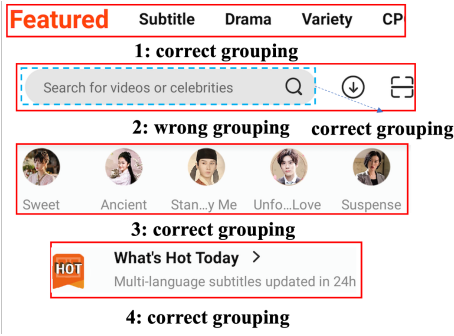 Featured Subtitle Drama Variety CP
1: correct grouping
Search for videos or celebrities
2: wrong grouping correct grouping
Sweet Ancient Stan...y Me Unfo...Love Suspense
3: correct grouping
HOT What's Hot Today >
Multi-language subtitles updated in 24h
4: correct grouping